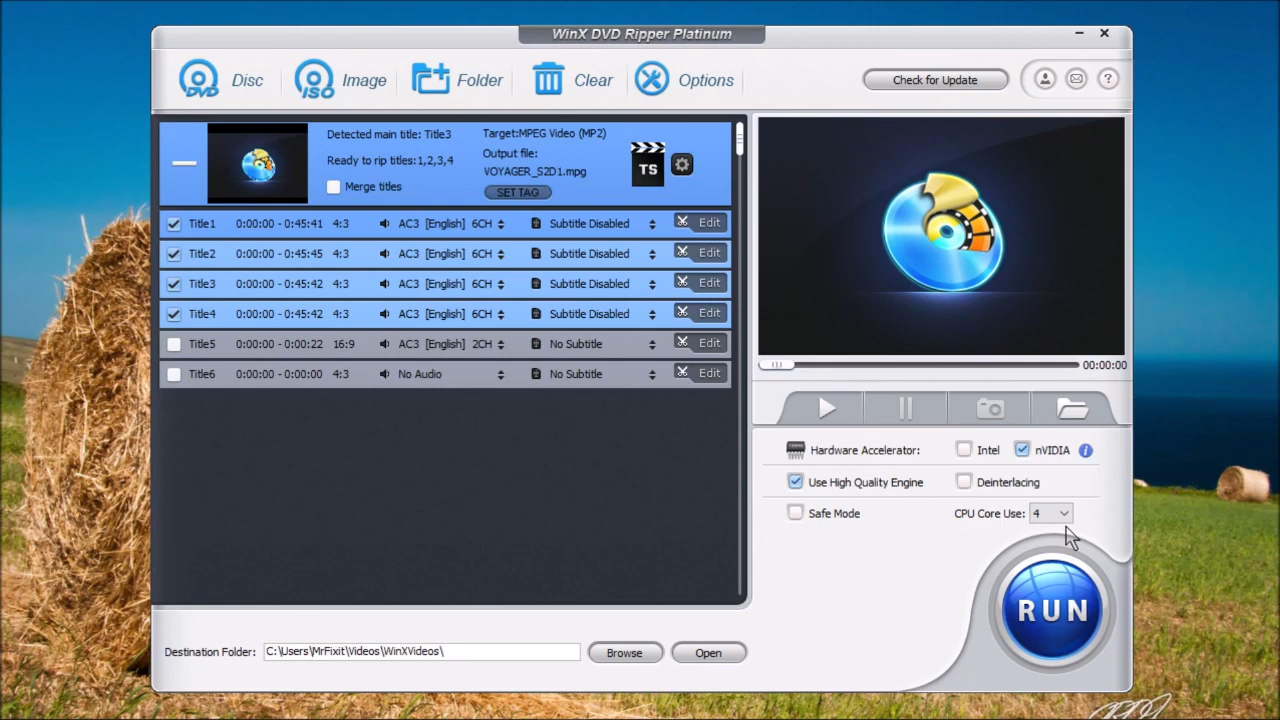 WinX DVD Ripper Platinum
DVD Disc ISO Image Folder Clear Options Check for Update ?
Detected main title: Title3
Ready to rip titles:1,2,3,4
Merge titles
Target:MPEG Video (MP2)
Output file:
VOYAGER_S2D1.mpg
SET TAG
TS
Title1 0:00:00 - 0:45:41 4:3 AC3 [English] 6CH Subtitle Disabled Edit
Title2 0:00:00 - 0:45:45 4:3 AC3 [English] 6CH Subtitle Disabled Edit
Title3 0:00:00 - 0:45:42 4:3 AC3 [English] 6CH Subtitle Disabled Edit
Title4 0:00:00 - 0:45:42 4:3 AC3 [English] 6CH Subtitle Disabled Edit
Title5 0:00:00 - 0:00:22 16:9 AC3 [English] 2CH No Subtitle Edit
Title6 0:00:00 - 0:00:00 4:3 No Audio No Subtitle Edit
00:00:00
Hardware Accelerator: Intel nVIDIA i
Use High Quality Engine Deinterlacing
Safe Mode CPU Core Use: 4
RUN
Destination Folder: C:\Users\MrFixit\Videos\WinXVideos\ Browse Open